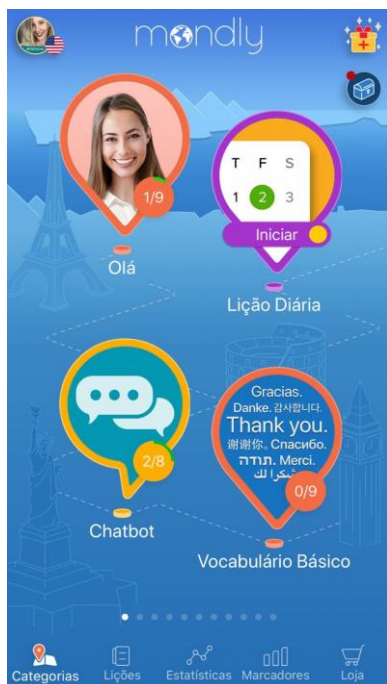 mondly
1/9
T F S
1 2 3
Iniciar
Olá
Lição Diária
Gracias.
Danke. 감사합니다.
Thank you.
谢谢你. Спасибо.
תודה. Merci.
شكرا لك
2/8
0/9
Chatbot
Vocabulário Básico
Categorias
Lições
Estatísticas
Marcadores
Loja